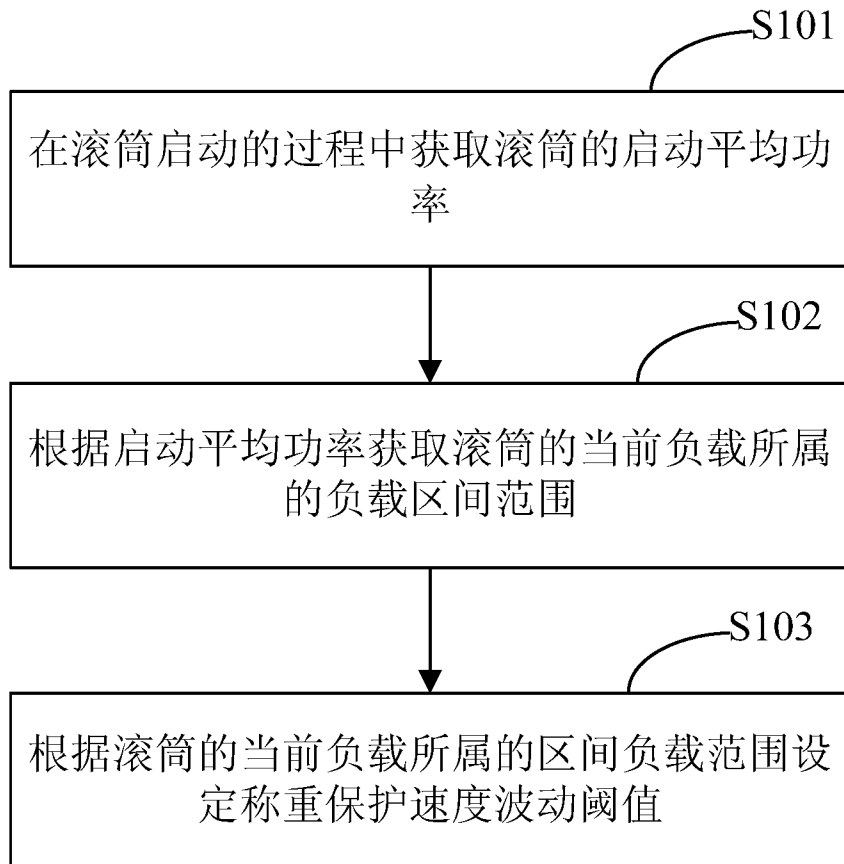 S101
在滚筒启动的过程中获取滚筒的启动平均功
率
S102
根据启动平均功率获取滚筒的当前负载所属
的负载区间范围
S103
根据滚筒的当前负载所属的区间负载范围设
定称重保护速度波动阈值